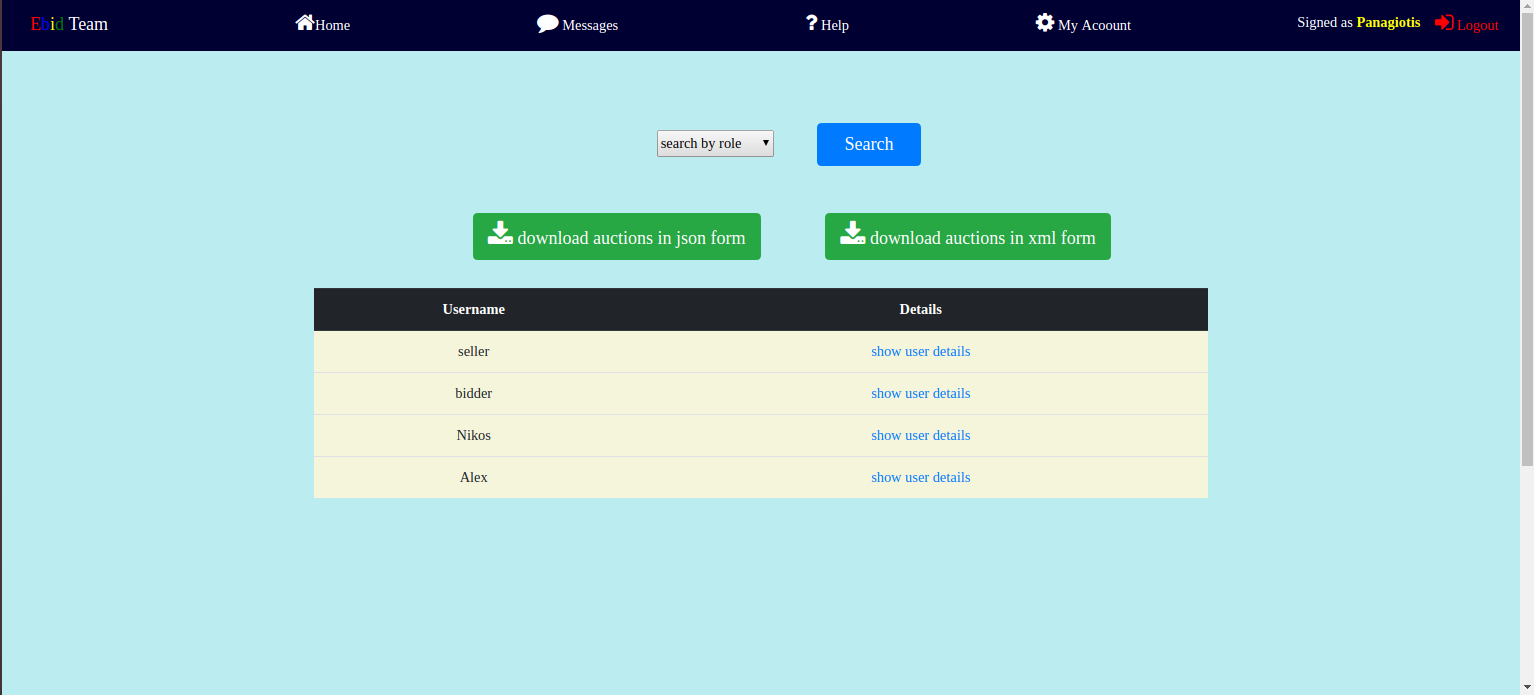 Ebid Team Home Messages ? Help My Acoount Signed as Panagiotis Logout
search by role Search
download auctions in json form download auctions in xml form
Username Details
seller show user details
bidder show user details
Nikos show user details
Alex show user details